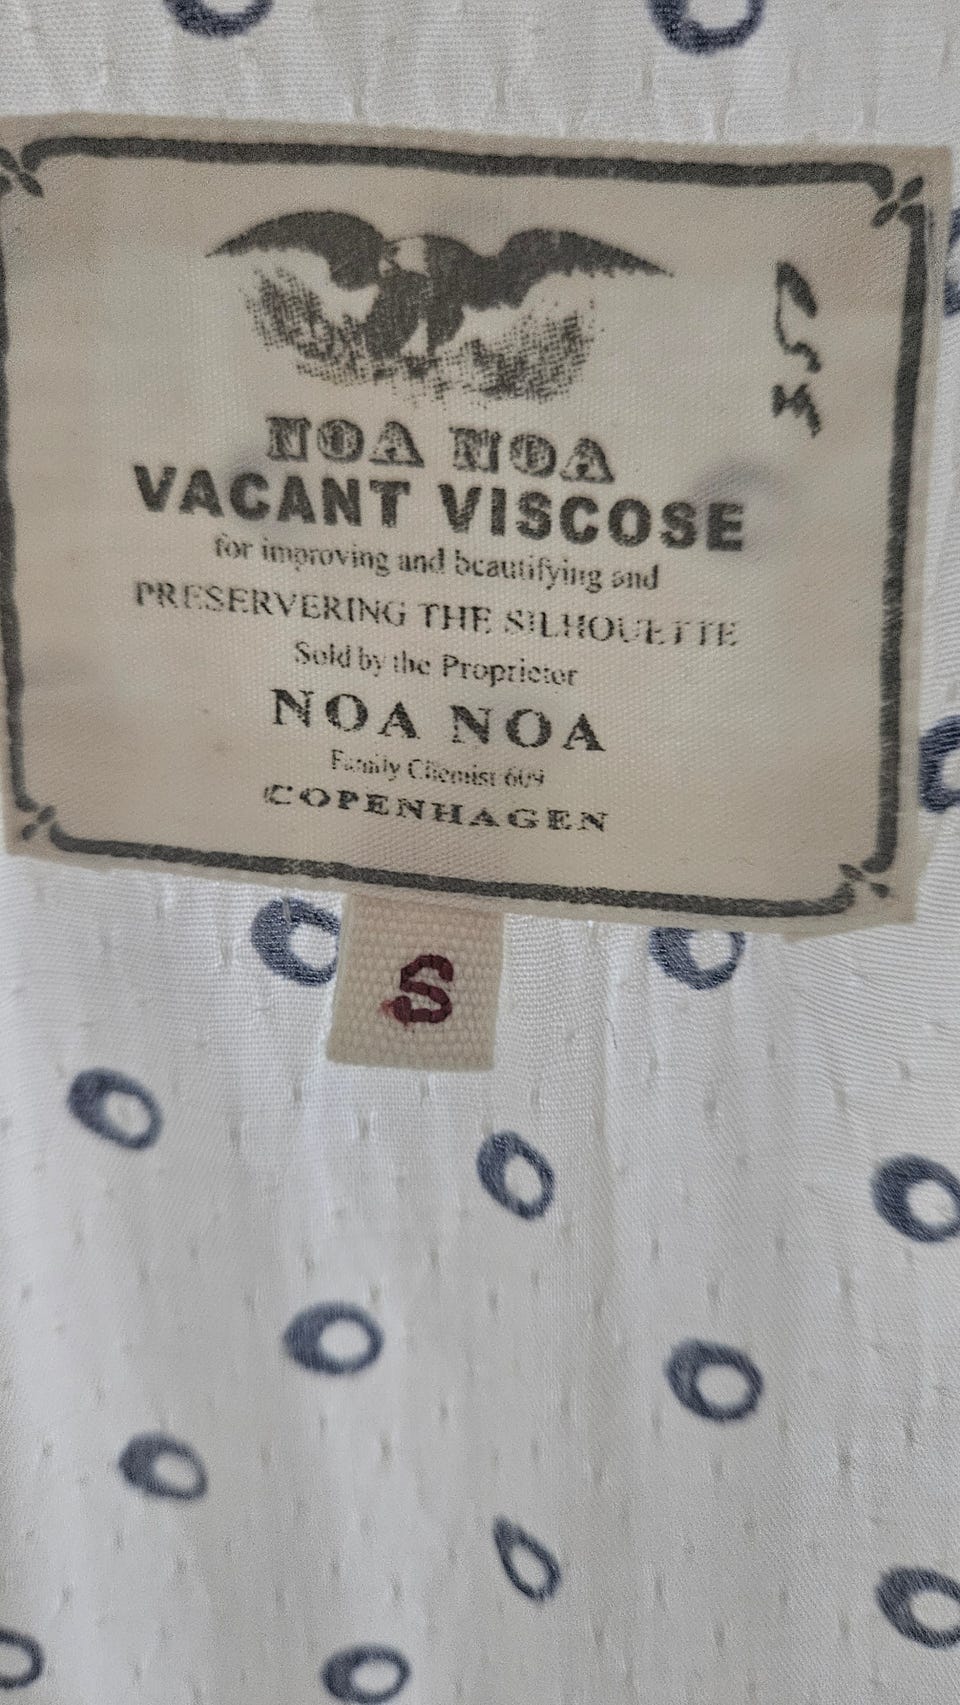 NOA NOA
VACANT VISCOSE
for improving and beautifying and
PRESERVERING THE SILHOUETTE
Sold by the Proprietor
NOA NOA
Family Chemist 609
COPENHAGEN
S